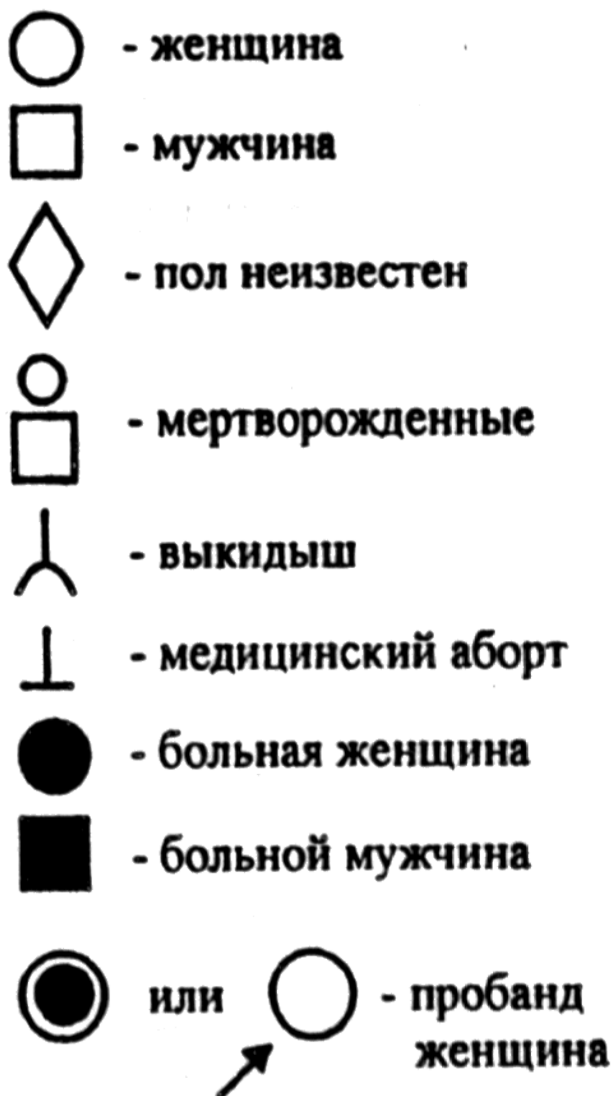 - женщина
- мужчина
- пол неизвестен
- мертворожденные
- выкидыш
- медицинский аборт
- больная женщина
- больной мужчина
или - пробанд
женщина